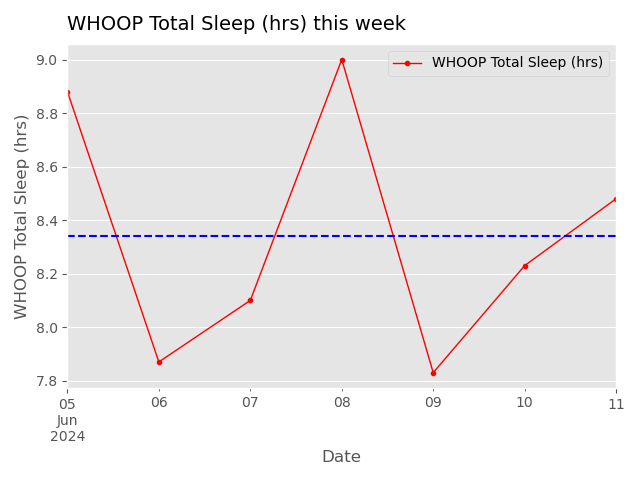 WHOOP Total Sleep (hrs) this week
WHOOP Total Sleep (hrs)
WHOOP Total Sleep (hrs)
9.0
8.8
8.6
8.4
8.2
8.0
7.8
05 06 07 08 09 10 11
Jun
2024
Date